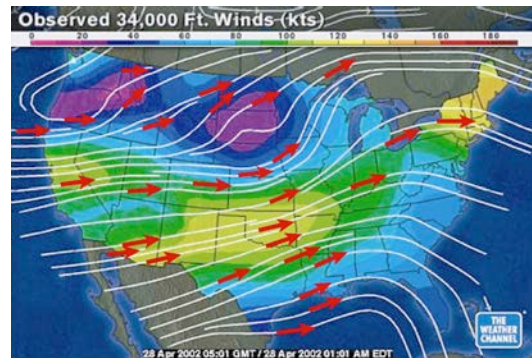 Observed 34,000 Ft. Winds (kts)
0 20 40 60 80 100 120 140 160 180
THE
WEATHER
CHANNEL
28 Apr 2002 05:01 GMT / 28 Apr 2002 01:01 AM EDT